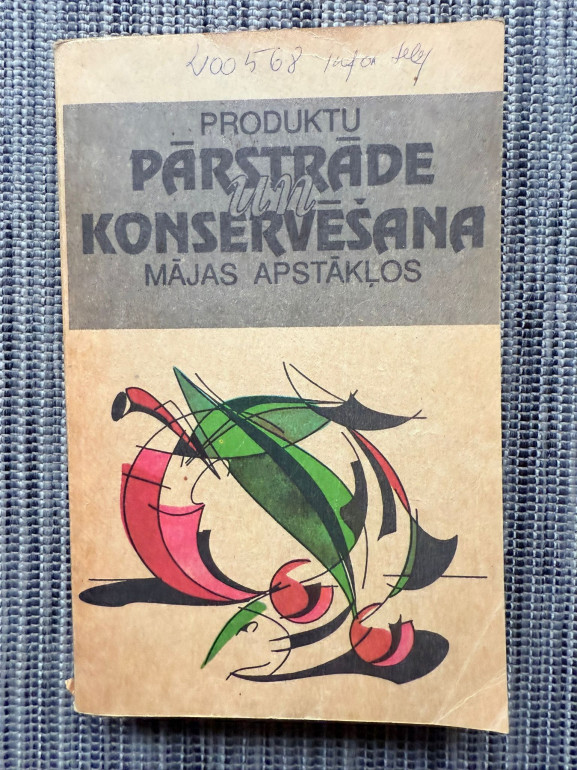 PRODUKTU
PĀRSTRĀDE
un
KONSERVĒŠANA
MĀJAS APSTĀKĻOS